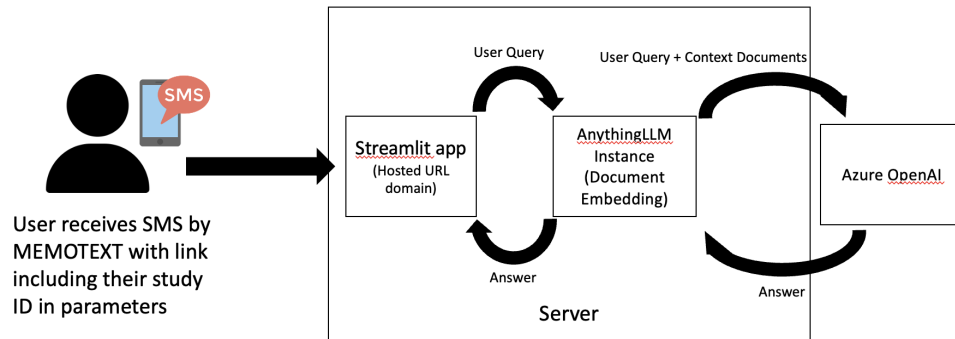 SMS
User receives SMS by
MEMOTEXT with link
including their study
ID in parameters
User Query
Streamlit app
(Hosted URL
domain)
Answer
AnythingLLM
Instance
(Document
Embedding)
User Query + Context Documents
Azure OpenAI
Answer
Server